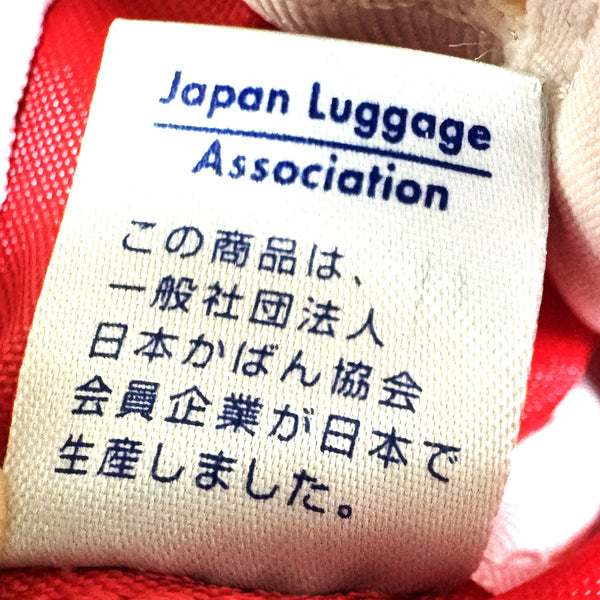 Japan Luggage
Association
この商品は、
一般社団法人
日本かばん協会
会員企業が日本で
生産しました。